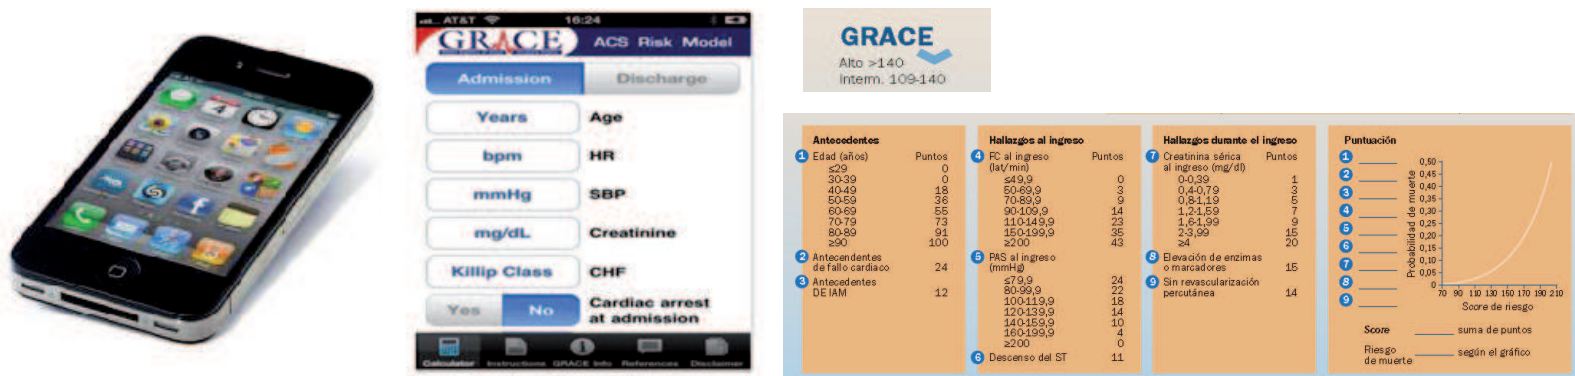 AT&T 16:24
GRACE ACS Risk Model
Admission Discharge
Years Age
bpm HR
mmHg SBP
mg/dL Creatinine
Killip Class CHF
Yes No Cardiac arrest
at admission
Calculator Instructions GRACE Info References Disclaimer
GRACE
Alto >140
Interm. 109-140
Antecedentes
1 Edad (años) Puntos
≤29 0
30-39 0
40-49 18
50-59 36
60-69 55
70-79 73
80-89 91
≥90 100
2 Antecendentes
de fallo cardiaco 24
3 Antecedentes
DE IAM 12
Hallazgos al ingreso
4 FC al ingreso Puntos
(lat/min)
≤49,9 0
50-69,9 3
70-89,9 9
90-109,9 14
110-149,9 23
150-199,9 35
≥200 43
5 PAS al ingreso
(mmHg)
≤79,9 24
80-99,9 22
100-119,9 18
120-139,9 14
140-159,9 10
160-199,9 4
≥200 0
6 Descenso del ST 11
Hallazgos durante el ingreso
7 Creatinina sérica Puntos
al ingreso (mg/dl)
0-0,39 1
0,4-0,79 3
0,8-1,19 5
1,2-1,59 7
1,6-1,99 9
2-3,99 15
≥4 20
8 Elevación de enzimas
o marcadores 15
9 Sin revascularización
percutánea 14
Puntuación
1
2
3
4
5
6
7
8
9
Probabilidad de muerte
0,50
0,45
0,40
0,35
0,30
0,25
0,20
0,15
0,10
0,05
0
70 90 110 130 150 170 190 210
Score de riesgo
Score suma de puntos
Riesgo
de muerte según el gráfico